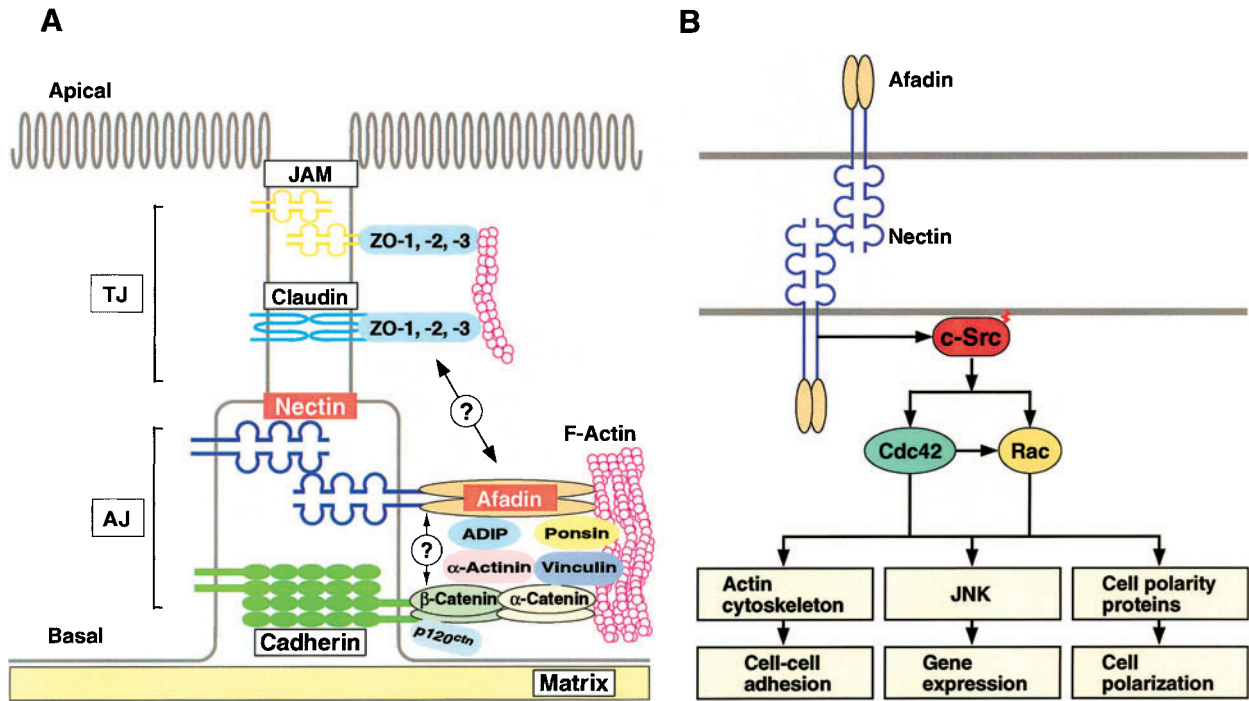 A
Apical
JAM
ZO-1, -2, -3
TJ
Claudin
ZO-1, -2, -3
?
Nectin
F-Actin
AJ
Afadin
ADIP
Ponsin
?
α-Actinin
Vinculin
β-Catenin
α-Catenin
p120ctn
Basal
Cadherin
Matrix
B
Afadin
Nectin
c-Src
Cdc42
Rac
Actin
cytoskeleton
JNK
Cell polarity
proteins
Cell-cell
adhesion
Gene
expression
Cell
polarization